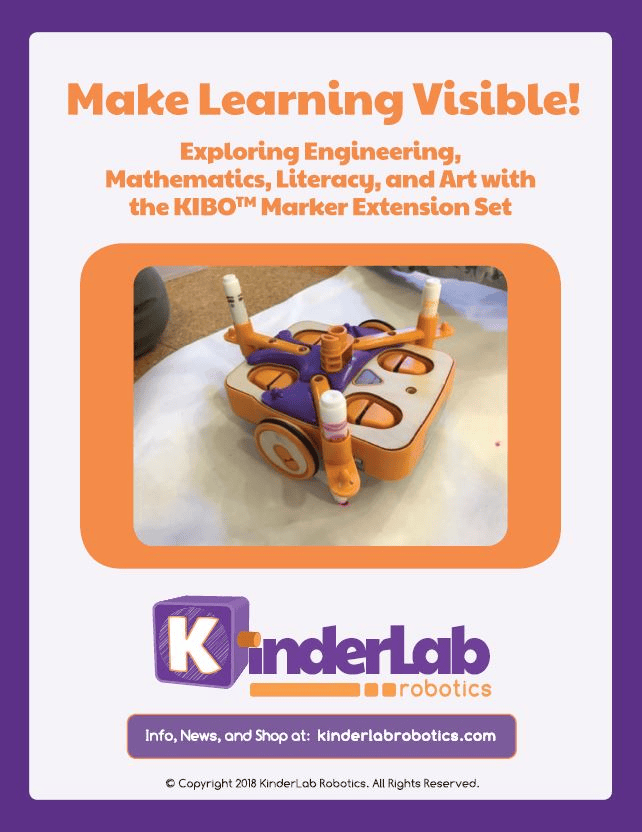 Make Learning Visible!
Exploring Engineering,
Mathematics, Literacy, and Art with
the KIBO™ Marker Extension Set
KinderLab
robotics
Info, News, and Shop at: kinderlabrobotics.com
© Copyright 2018 KinderLab Robotics. All Rights Reserved.